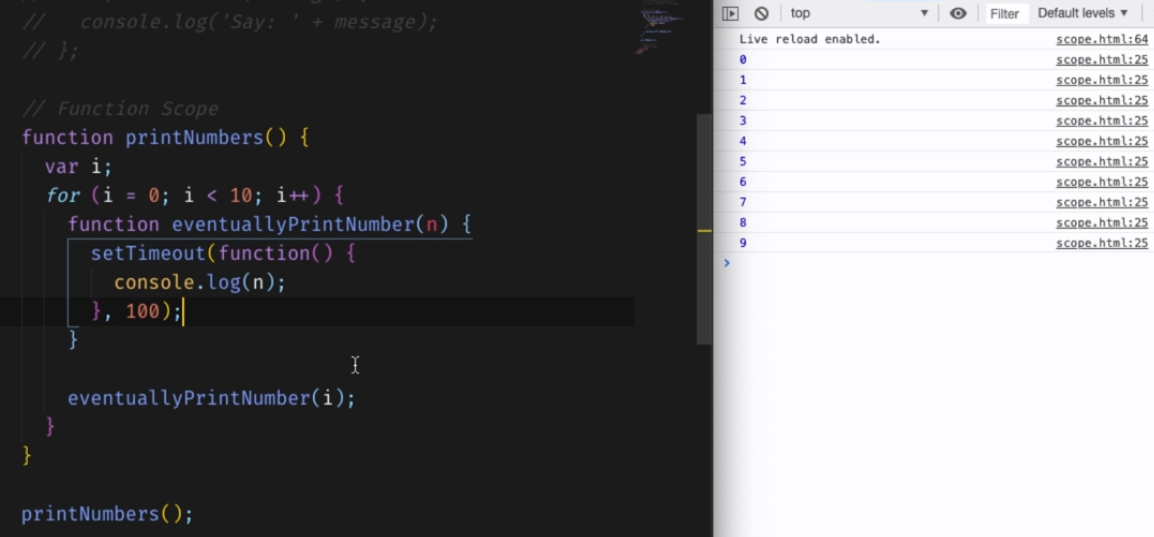 //   console.log('Say: ' + message);
// };
// Function Scope
function printNumbers() {
  var i;
  for (i = 0; i < 10; i++) {
    function eventuallyPrintNumber(n) {
      setTimeout(function() {
        console.log(n);
      }, 100);
    }
    eventuallyPrintNumber(i);
  }
}
printNumbers();
top Filter Default levels
Live reload enabled. scope.html:64
0 scope.html:25
1 scope.html:25
2 scope.html:25
3 scope.html:25
4 scope.html:25
5 scope.html:25
6 scope.html:25
7 scope.html:25
8 scope.html:25
9 scope.html:25
>